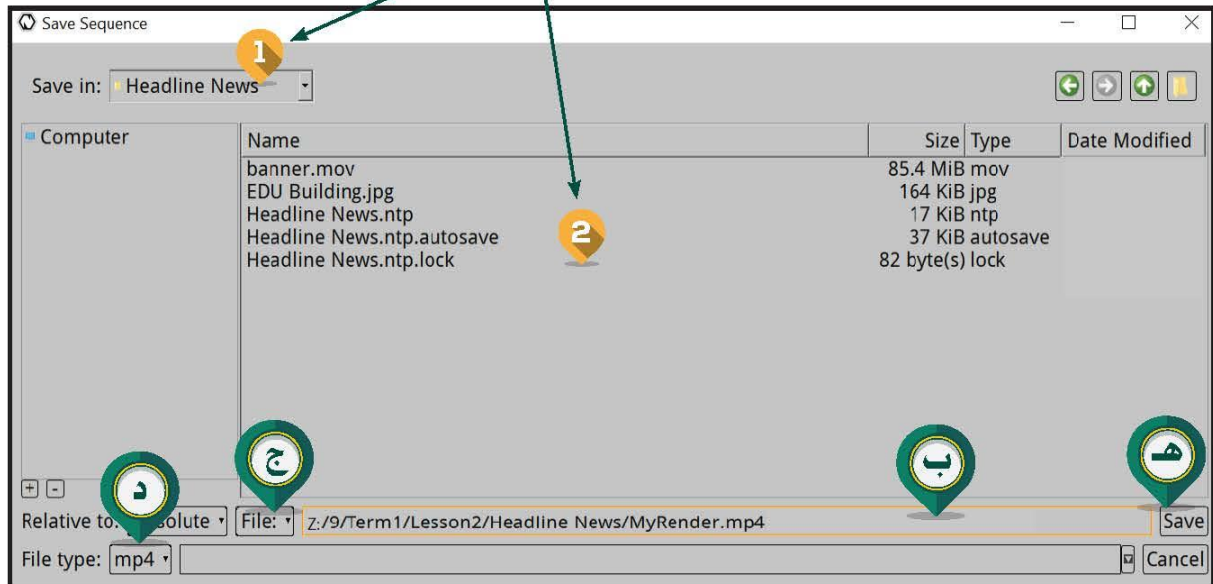 Save Sequence
1
Save in: Headline News
Computer
Name Size Type Date Modified
banner.mov 85.4 MiB mov
EDU Building.jpg 164 KiB jpg
Headline News.ntp 17 KiB ntp
Headline News.ntp.autosave 37 KiB autosave
2
Headline News.ntp.lock 82 byte(s) lock
د
ج
ب
هـ
+ -
Relative to: File: Z:/9/Term1/Lesson2/Headline News/MyRender.mp4 Save
File type: mp4 Cancel